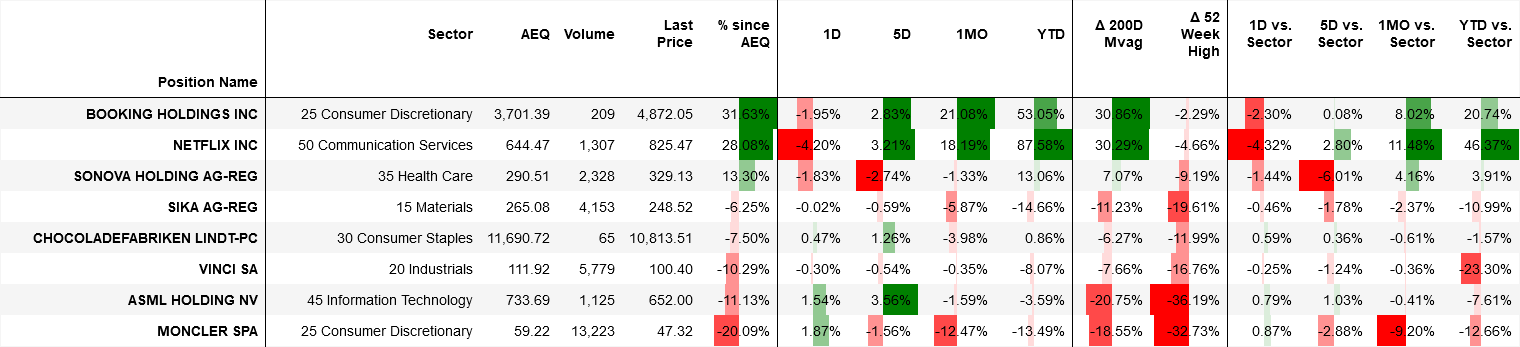 Position Name Sector AEQ Volume Last Price % since AEQ 1D 5D 1MO YTD Δ 200D Mvag Δ 52 Week High 1D vs. Sector 5D vs. Sector 1MO vs. Sector YTD vs. Sector
BOOKING HOLDINGS INC 25 Consumer Discretionary 3,701.39 209 4,872.05 31.63% -1.95% 2.83% 21.08% 53.05% 30.86% -2.29% -2.30% 0.08% 8.02% 20.74%
NETFLIX INC 50 Communication Services 644.47 1,307 825.47 28.08% -4.20% 3.21% 18.19% 87.58% 30.29% -4.66% -4.32% 2.80% 11.48% 46.37%
SONOVA HOLDING AG-REG 35 Health Care 290.51 2,328 329.13 13.30% -1.83% -2.74% -1.33% 13.06% 7.07% -9.19% -1.44% -6.01% 4.16% 3.91%
SIKA AG-REG 15 Materials 265.08 4,153 248.52 -6.25% -0.02% -0.59% -5.87% -14.66% -11.23% -19.61% -0.46% -1.78% -2.37% -10.99%
CHOCOLADEFABRIKEN LINDT-PC 30 Consumer Staples 11,690.72 65 10,813.51 -7.50% 0.47% 1.26% -3.98% 0.86% -6.27% -11.99% 0.59% 0.36% -0.61% -1.57%
VINCI SA 20 Industrials 111.92 5,779 100.40 -10.29% -0.30% -0.54% -0.35% -8.07% -7.66% -16.76% -0.25% -1.24% -0.36% -23.30%
ASML HOLDING NV 45 Information Technology 733.69 1,125 652.00 -11.13% 1.54% 3.56% -1.59% -3.59% -20.75% -36.19% 0.79% 1.03% -0.41% -7.61%
MONCLER SPA 25 Consumer Discretionary 59.22 13,223 47.32 -20.09% 1.87% -1.56% -12.47% -13.49% -18.55% -32.73% 0.87% -2.88% -9.20% -12.66%